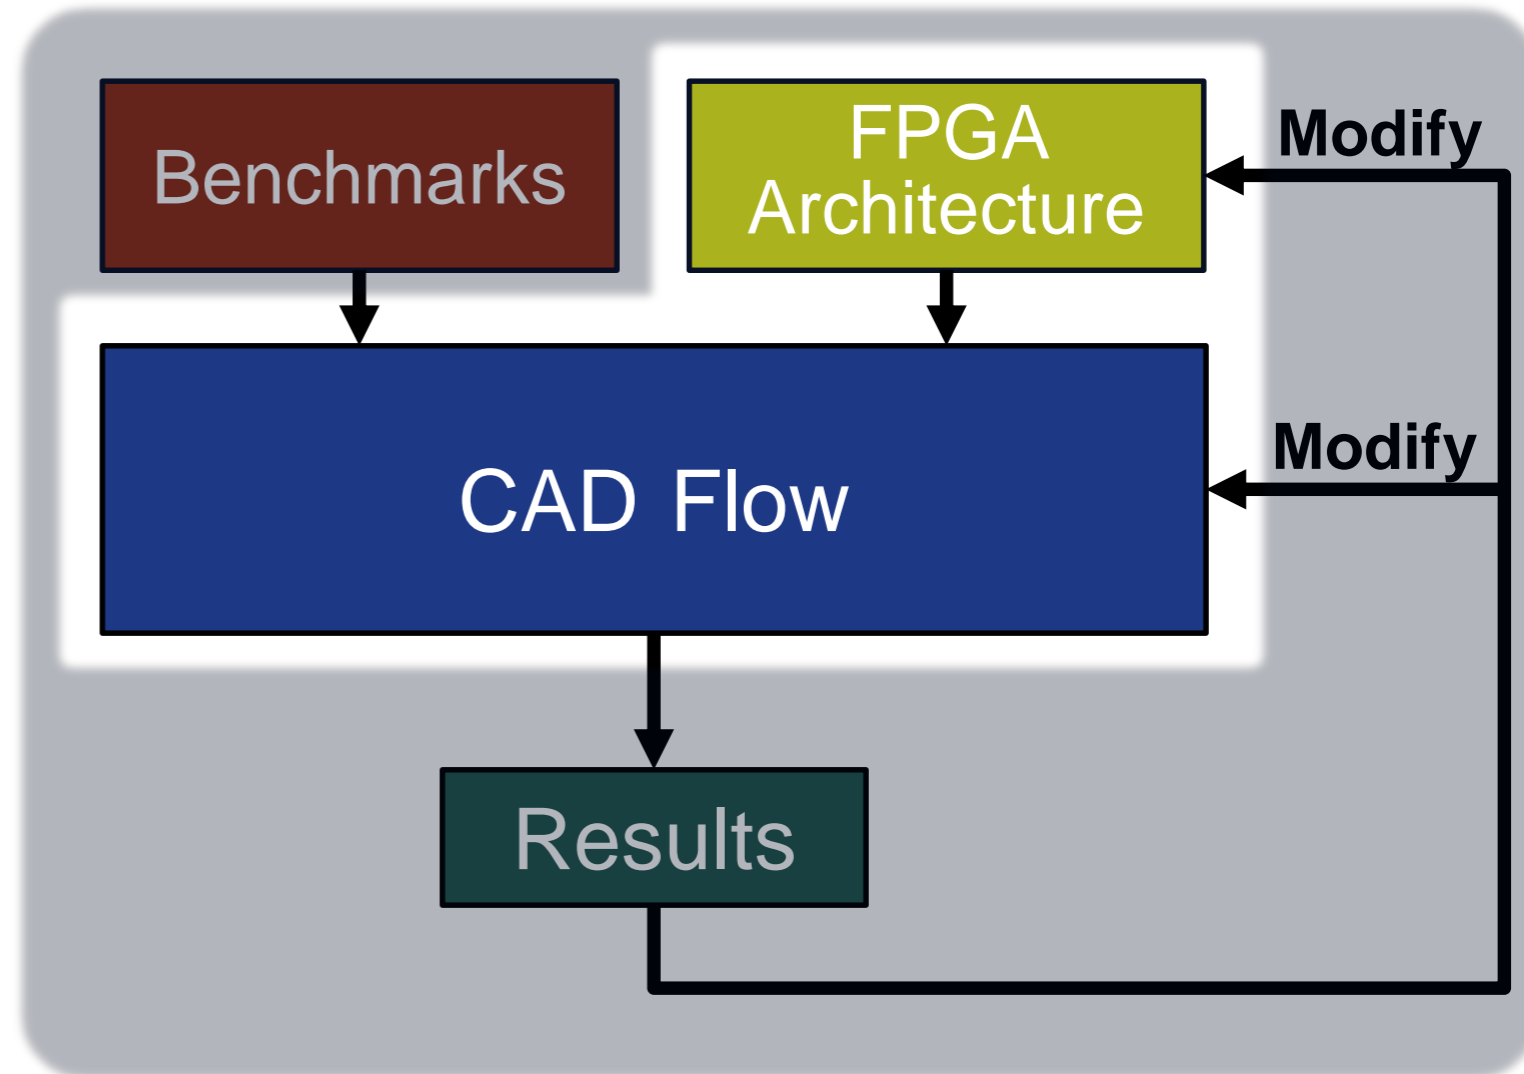 Benchmarks
FPGA
Architecture
Modify
CAD Flow
Modify
Results